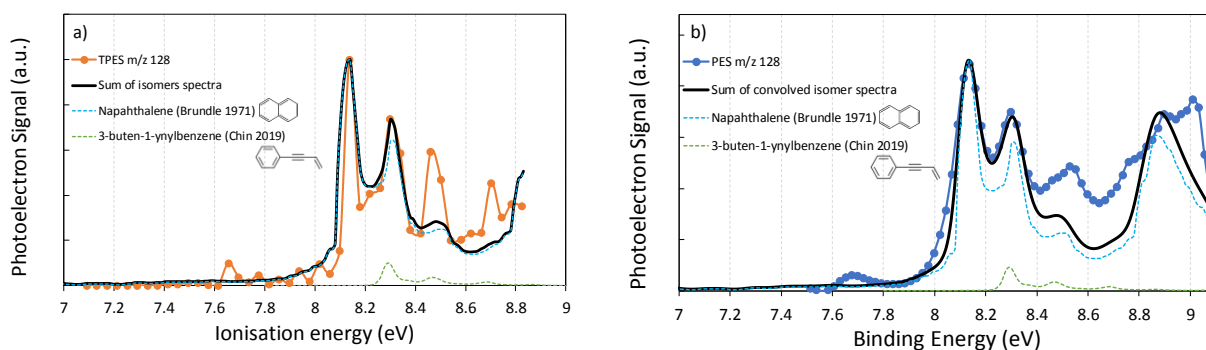 a)
TPES m/z 128
Sum of isomers spectra
Napahthalene (Brundle 1971)
3-buten-1-ynylbenzene (Chin 2019)
Photoelectron Signal (a.u.)
7 7.2 7.4 7.6 7.8 8 8.2 8.4 8.6 8.8 9
Ionisation energy (eV)
b)
PES m/z 128
Sum of convolved isomer spectra
Napahthalene (Brundle 1971)
3-buten-1-ynylbenzene (Chin 2019)
Photoelectron Signal (a.u.)
7 7.2 7.4 7.6 7.8 8 8.2 8.4 8.6 8.8 9
Binding Energy (eV)